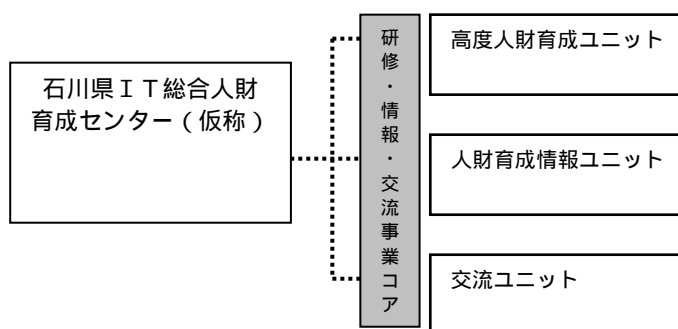 石川県ＩＴ総合人財
育成センター（仮称）
研修・情報・交流事業コア
高度人財育成ユニット
人財育成情報ユニット
交流ユニット